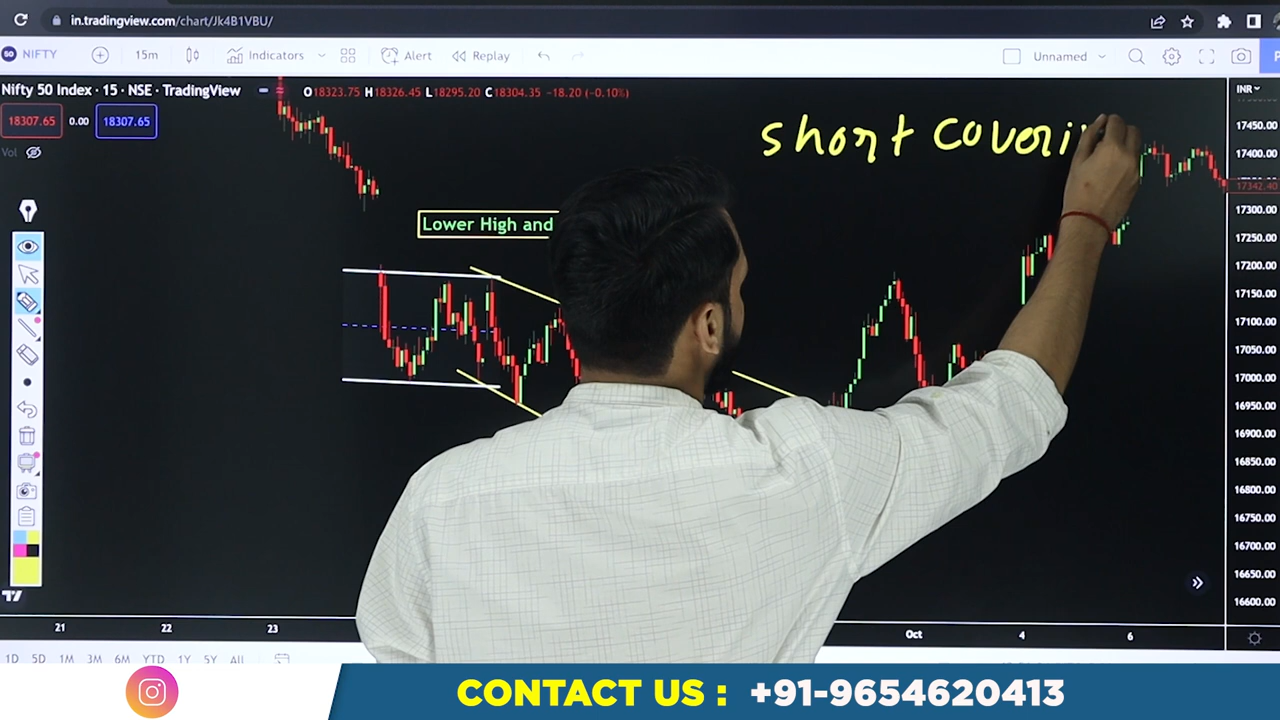 in.tradingview.com/chart/Jk4B1VBU/
50 NIFTY 15m Indicators Alert Replay Unnamed
Nifty 50 Index · 15 · NSE · TradingView O18323.75 H18326.45 L18295.20 C18304.35 −18.20 (−0.10%) INR
18307.65 0.00 18307.65
Vol
short coveri
17450.00
17400.00
17342.40
17300.00
Lower High and
17250.00
17200.00
17150.00
17100.00
17050.00
17000.00
16950.00
16900.00
16850.00
16800.00
16750.00
16700.00
16650.00
16600.00
21 22 23 Oct 4 6
1D 5D 1M 3M 6M YTD 1Y 5Y All
CONTACT US : +91-9654620413